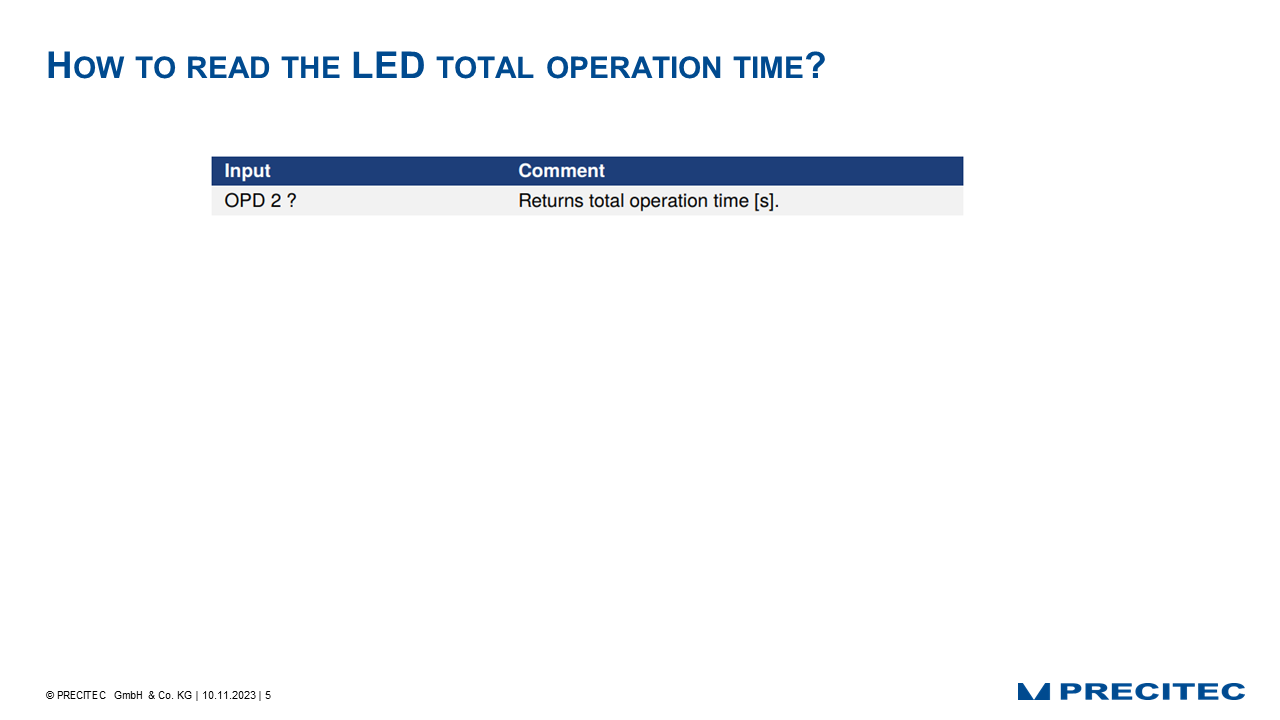 HOW TO READ THE LED TOTAL OPERATION TIME?
Input Comment
OPD 2 ? Returns total operation time [s].
© PRECITEC GmbH & Co. KG | 10.11.2023 | 5
PRECITEC